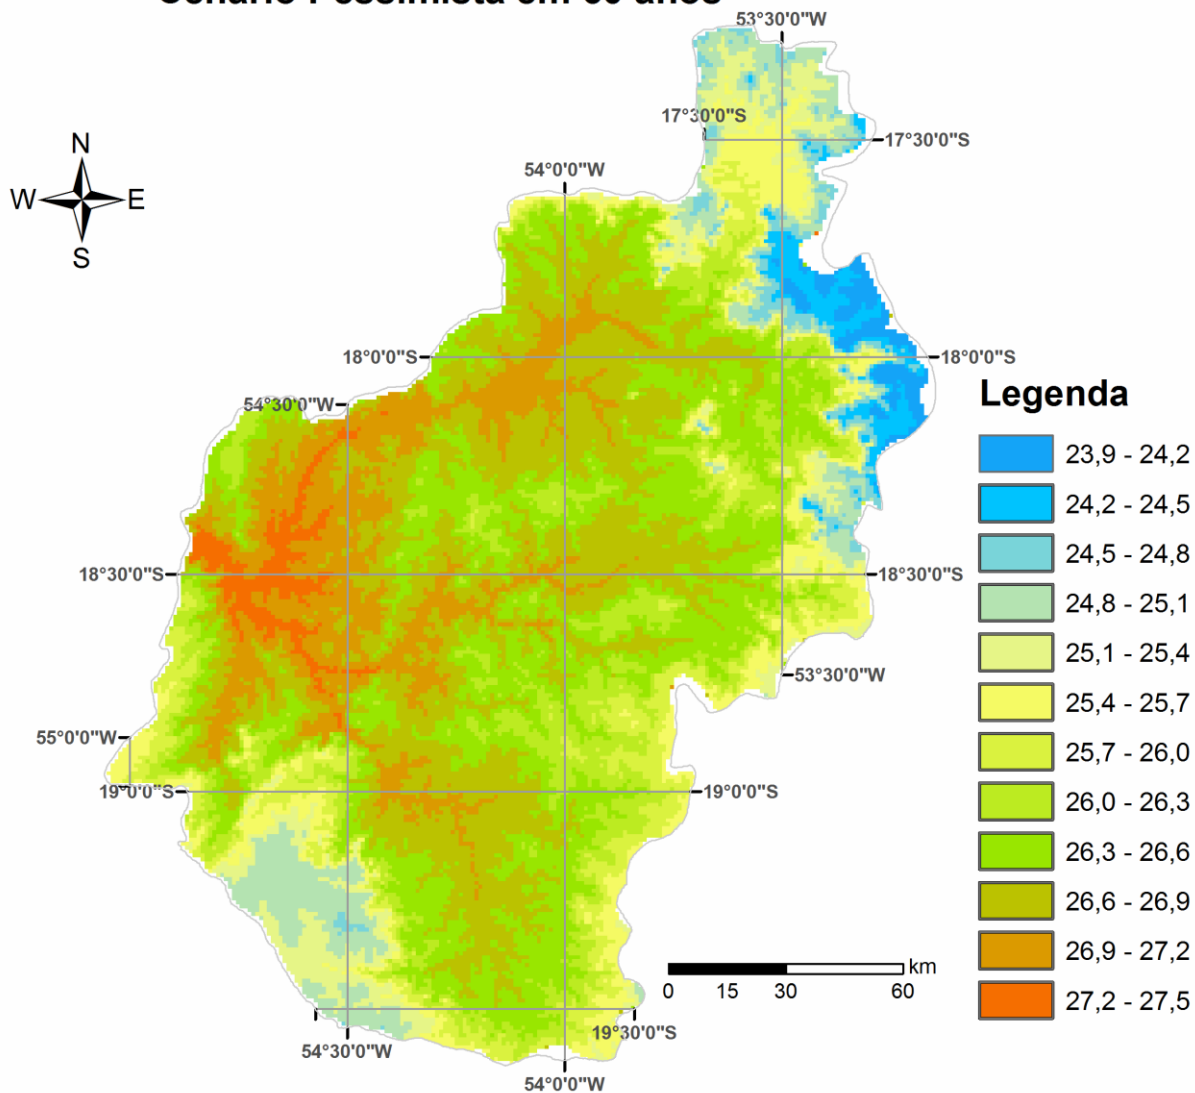 53°30'0"W
17°30'0"S
17°30'0"S
N
W E
S
54°0'0"W
18°0'0"S
18°0'0"S
54°30'0"W
Legenda
23,9 - 24,2
24,2 - 24,5
24,5 - 24,8
24,8 - 25,1
25,1 - 25,4
25,4 - 25,7
25,7 - 26,0
26,0 - 26,3
26,3 - 26,6
26,6 - 26,9
26,9 - 27,2
27,2 - 27,5
18°30'0"S
18°30'0"S
53°30'0"W
55°0'0"W
19°0'0"S
19°0'0"S
km
0 15 30 60
19°30'0"S
54°30'0"W
54°0'0"W